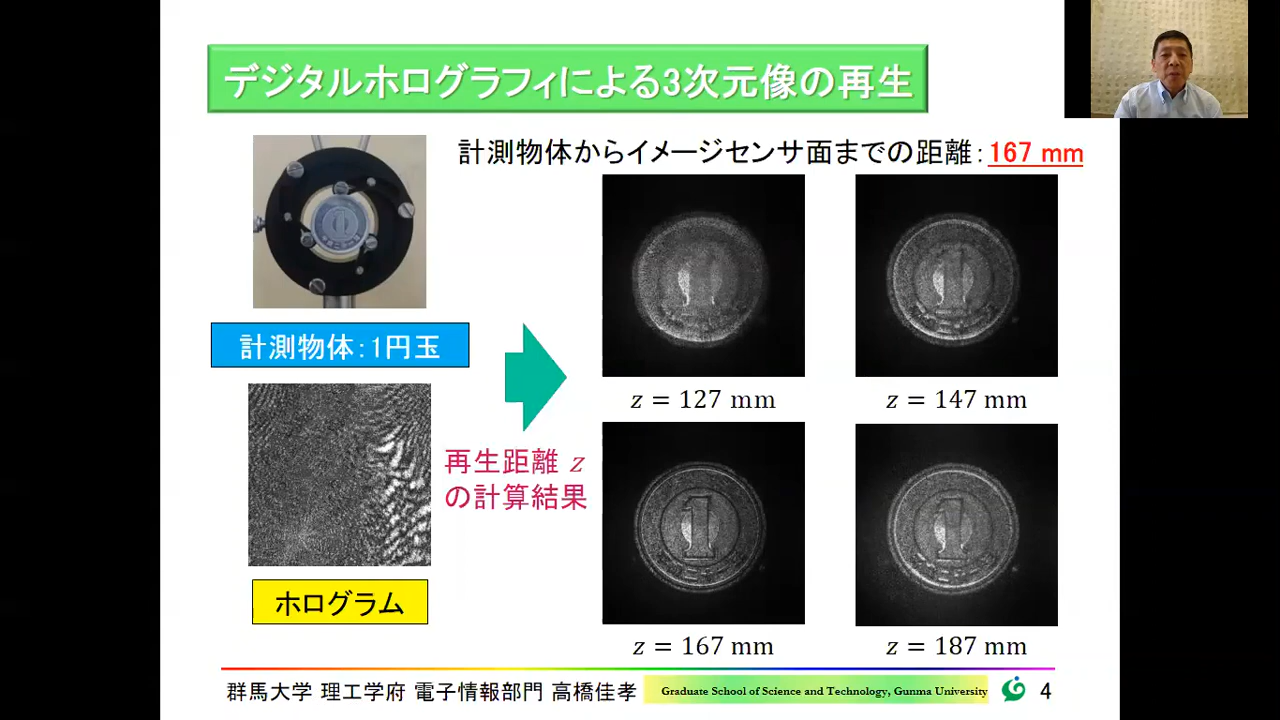 デジタルホログラフィによる3次元像の再生
計測物体からイメージセンサ面までの距離：167 mm
計測物体：1円玉
ホログラム
再生距離 z
の計算結果
1
z = 127 mm
1
z = 147 mm
1
z = 167 mm
1
z = 187 mm
群馬大学 理工学府 電子情報部門 高橋佳孝
Graduate School of Science and Technology, Gunma University
4